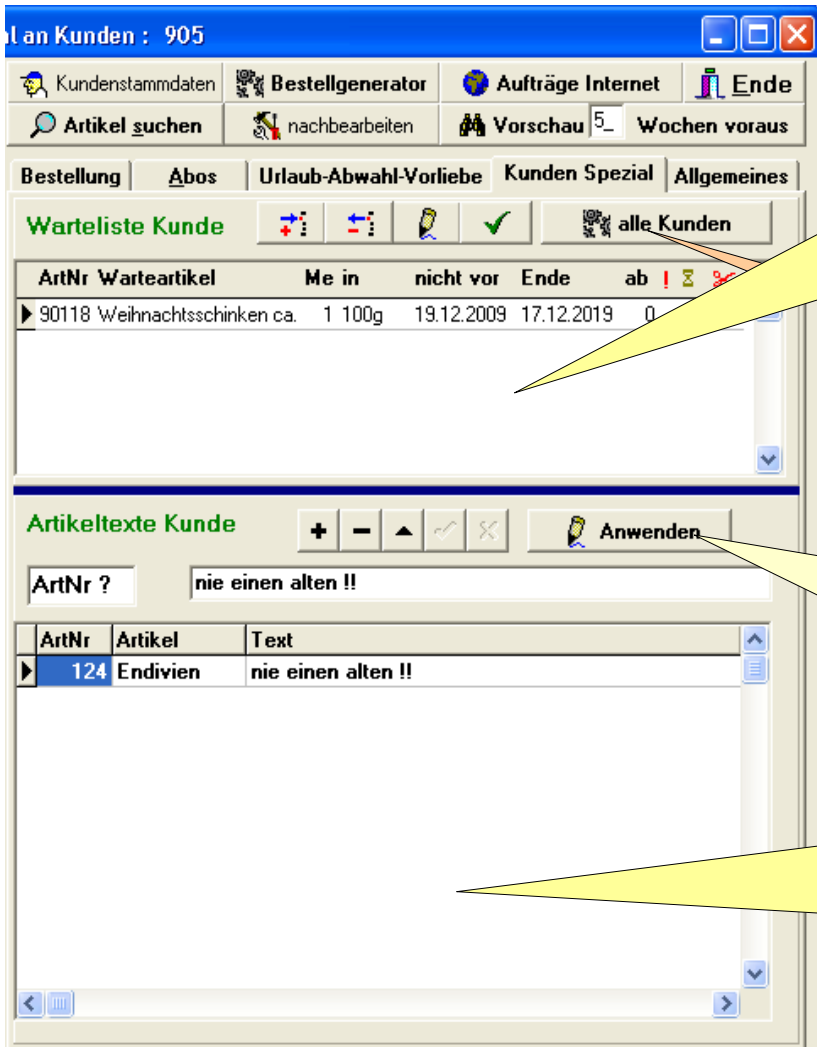 l an Kunden : 905
Kundenstammdaten Bestellgenerator Aufträge Internet Ende
Artikel suchen nachbearbeiten Vorschau 5_ Wochen voraus
Bestellung Abos Urlaub-Abwahl-Vorliebe Kunden Spezial Allgemeines
Warteliste Kunde alle Kunden
ArtNr Warteartikel Me in nicht vor Ende ab !
90118 Weihnachtsschinken ca. 1 100g 19.12.2009 17.12.2019 0
Artikeltexte Kunde Anwenden
ArtNr ? nie einen alten !!
ArtNr Artikel Text
124 Endivien nie einen alten !!